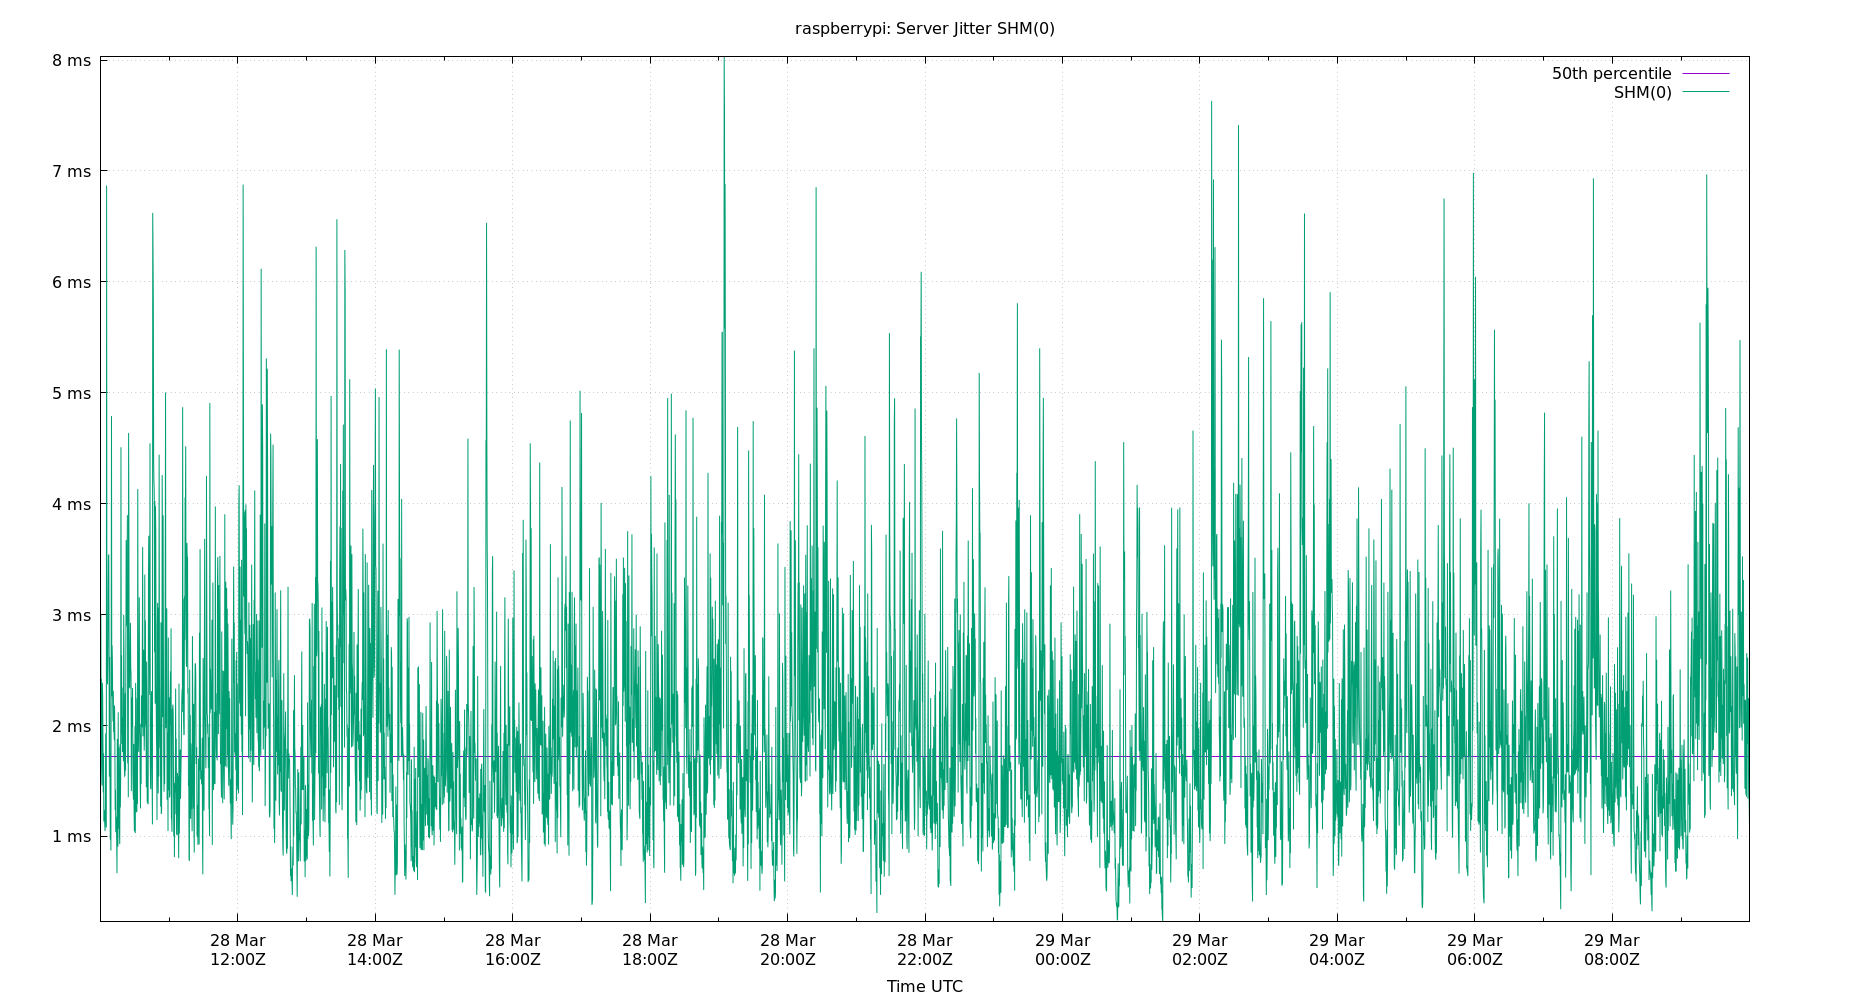 raspberrypi: Server Jitter SHM(0)
8 ms
50th percentile
SHM(0)
7 ms
6 ms
5 ms
4 ms
3 ms
2 ms
1 ms
28 Mar 28 Mar 28 Mar 28 Mar 28 Mar 28 Mar 29 Mar 29 Mar 29 Mar 29 Mar 29 Mar
12:00Z 14:00Z 16:00Z 18:00Z 20:00Z 22:00Z 00:00Z 02:00Z 04:00Z 06:00Z 08:00Z
Time UTC